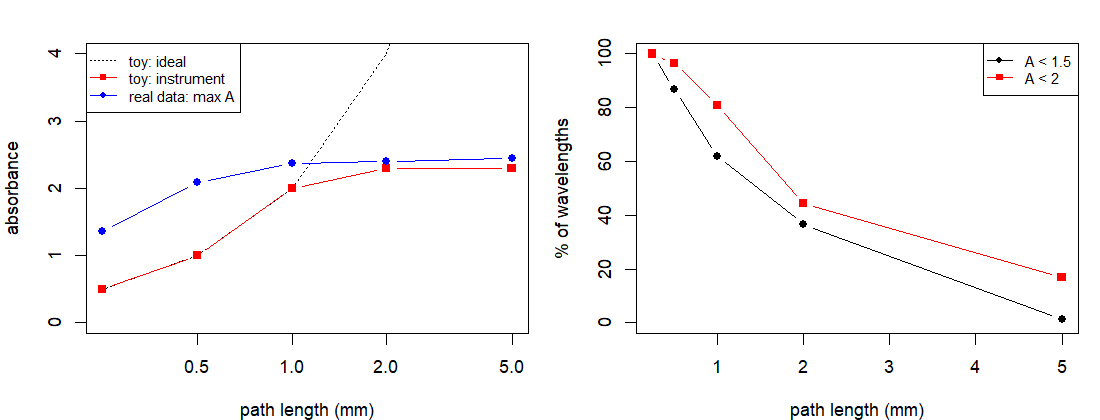 toy: ideal
toy: instrument
real data: max A
absorbance
0
1
2
3
4
0.5 1.0 2.0 5.0
path length (mm)
A < 1.5
A < 2
% of wavelengths
0
20
40
60
80
100
1 2 3 4 5
path length (mm)